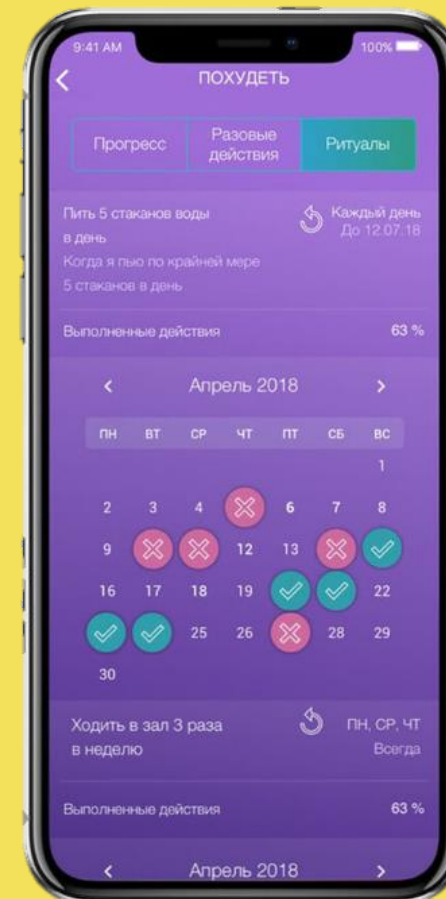 9:41 AM 100%
ПОХУДЕТЬ
Прогресс Разовые действия Ритуалы
Пить 5 стаканов воды Каждый день
в день До 12.07.18
Когда я пью по крайней мере
5 стаканов в день
Выполненные действия 63 %
Апрель 2018
ПН ВТ СР ЧТ ПТ СБ ВС
1
2 3 4 6 7 8
9 12 13
16 17 18 19 22
25 26 28 29
30
Ходить в зал 3 раза ПН, СР, ЧТ
в неделю Всегда
Выполненные действия 63 %
Апрель 2018